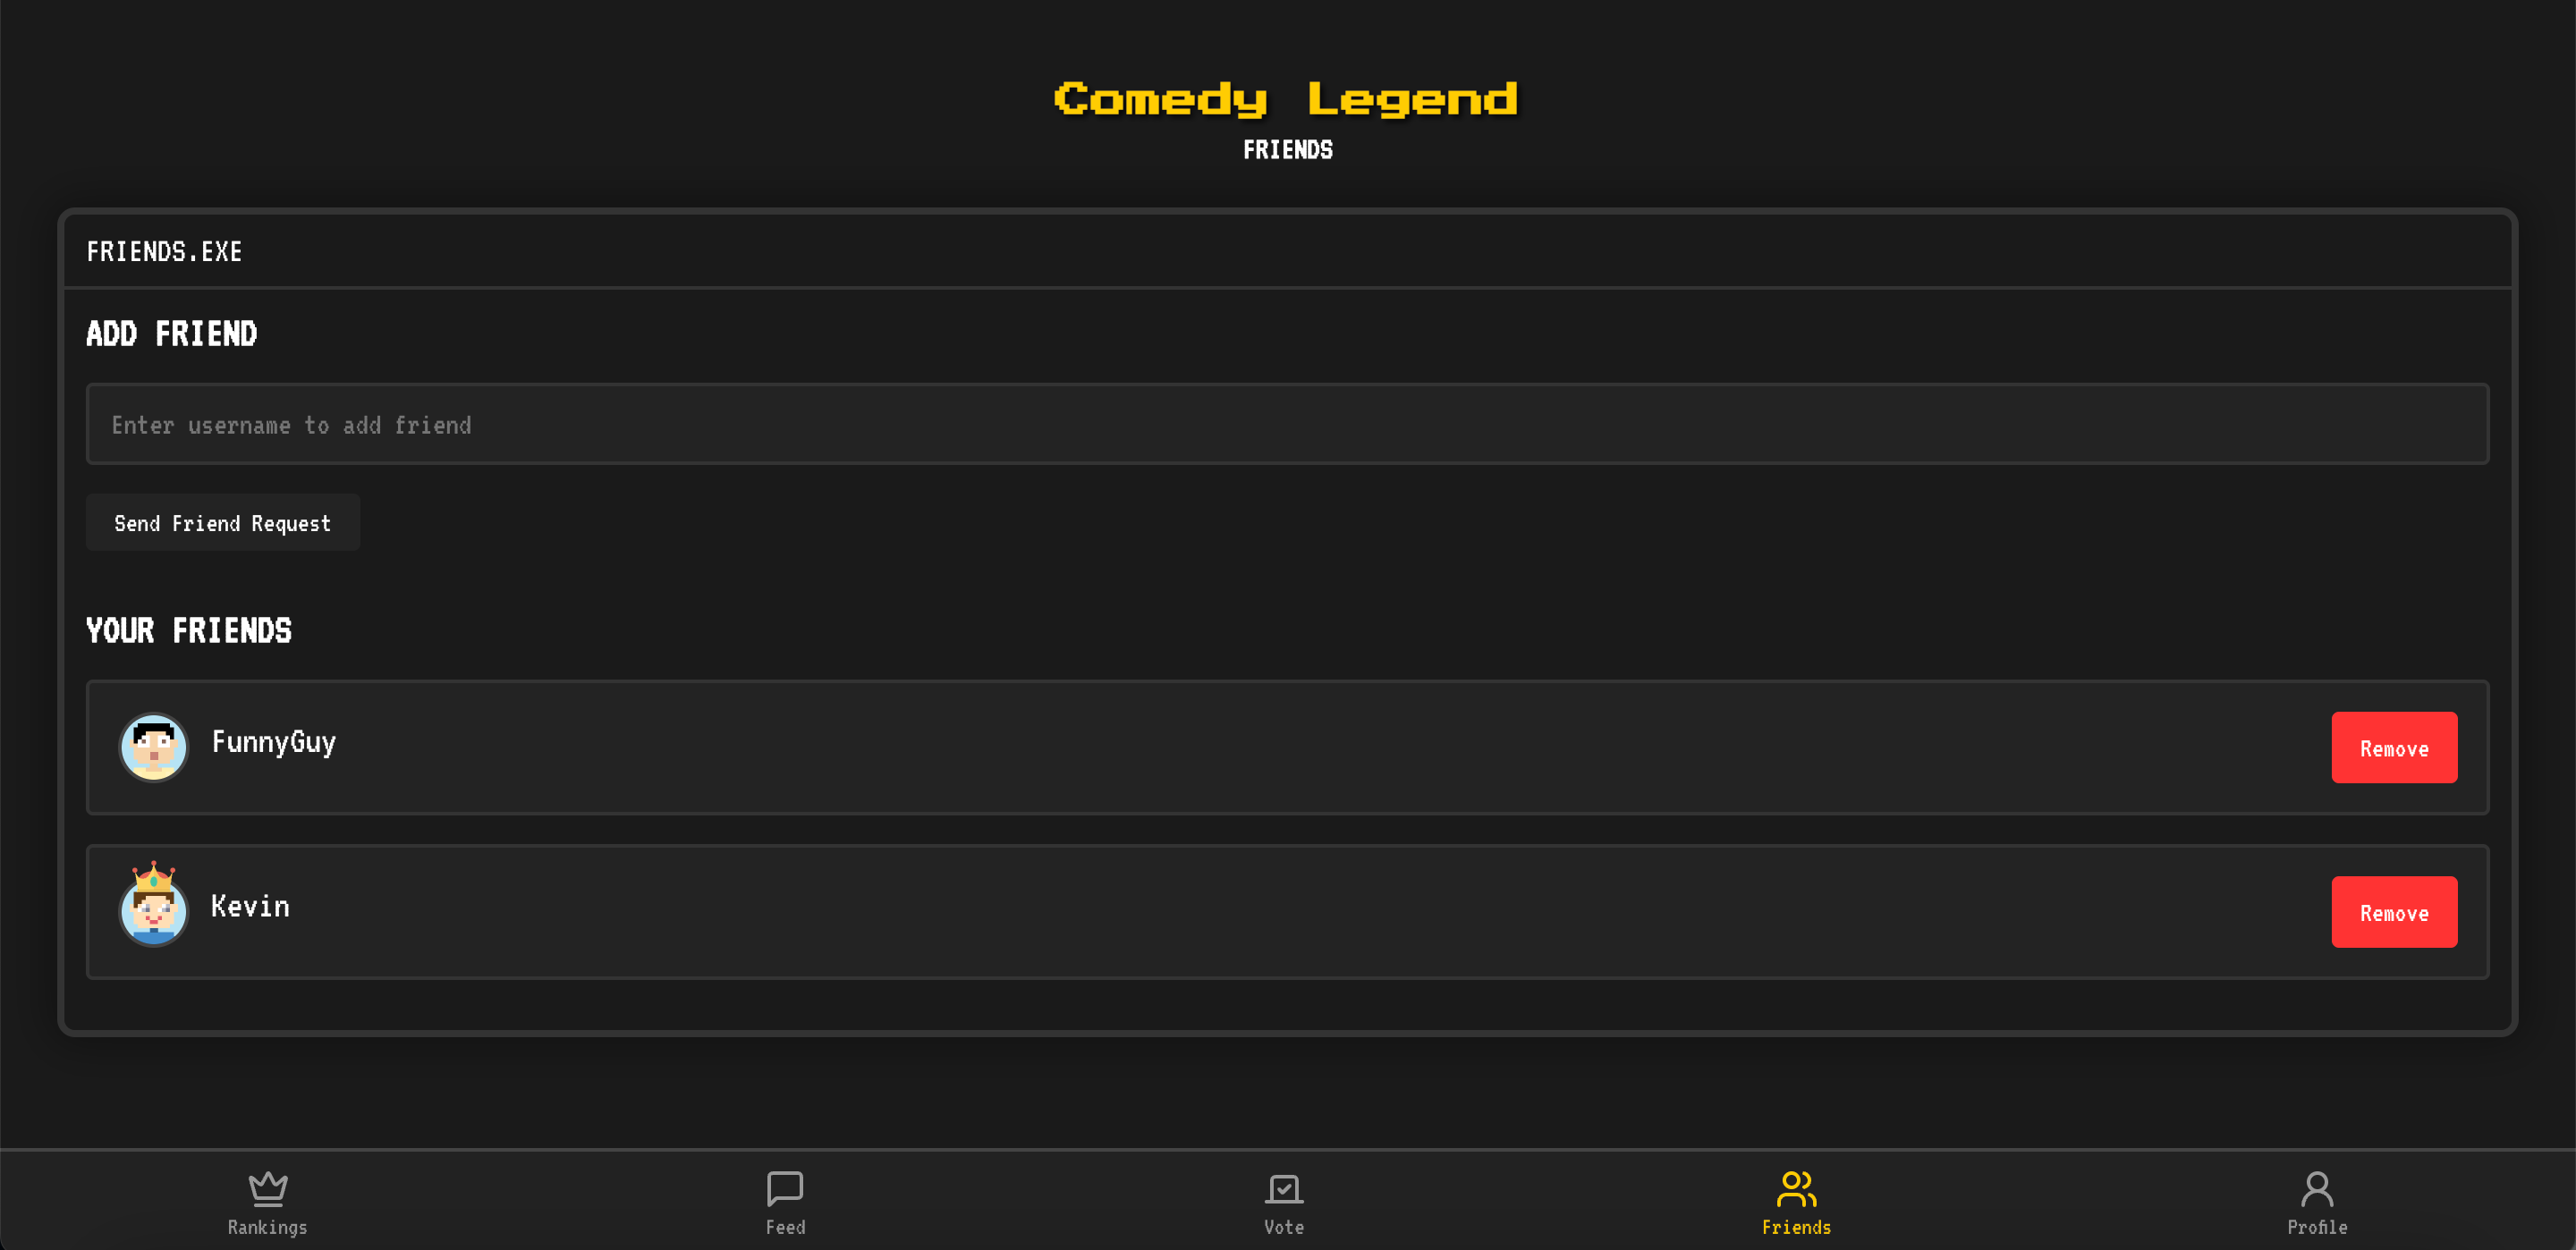 Comedy Legend
FRIENDS
FRIENDS.EXE
ADD FRIEND
Enter username to add friend
Send Friend Request
YOUR FRIENDS
FunnyGuy
Remove
Kevin
Remove
Rankings
Feed
Vote
Friends
Profile